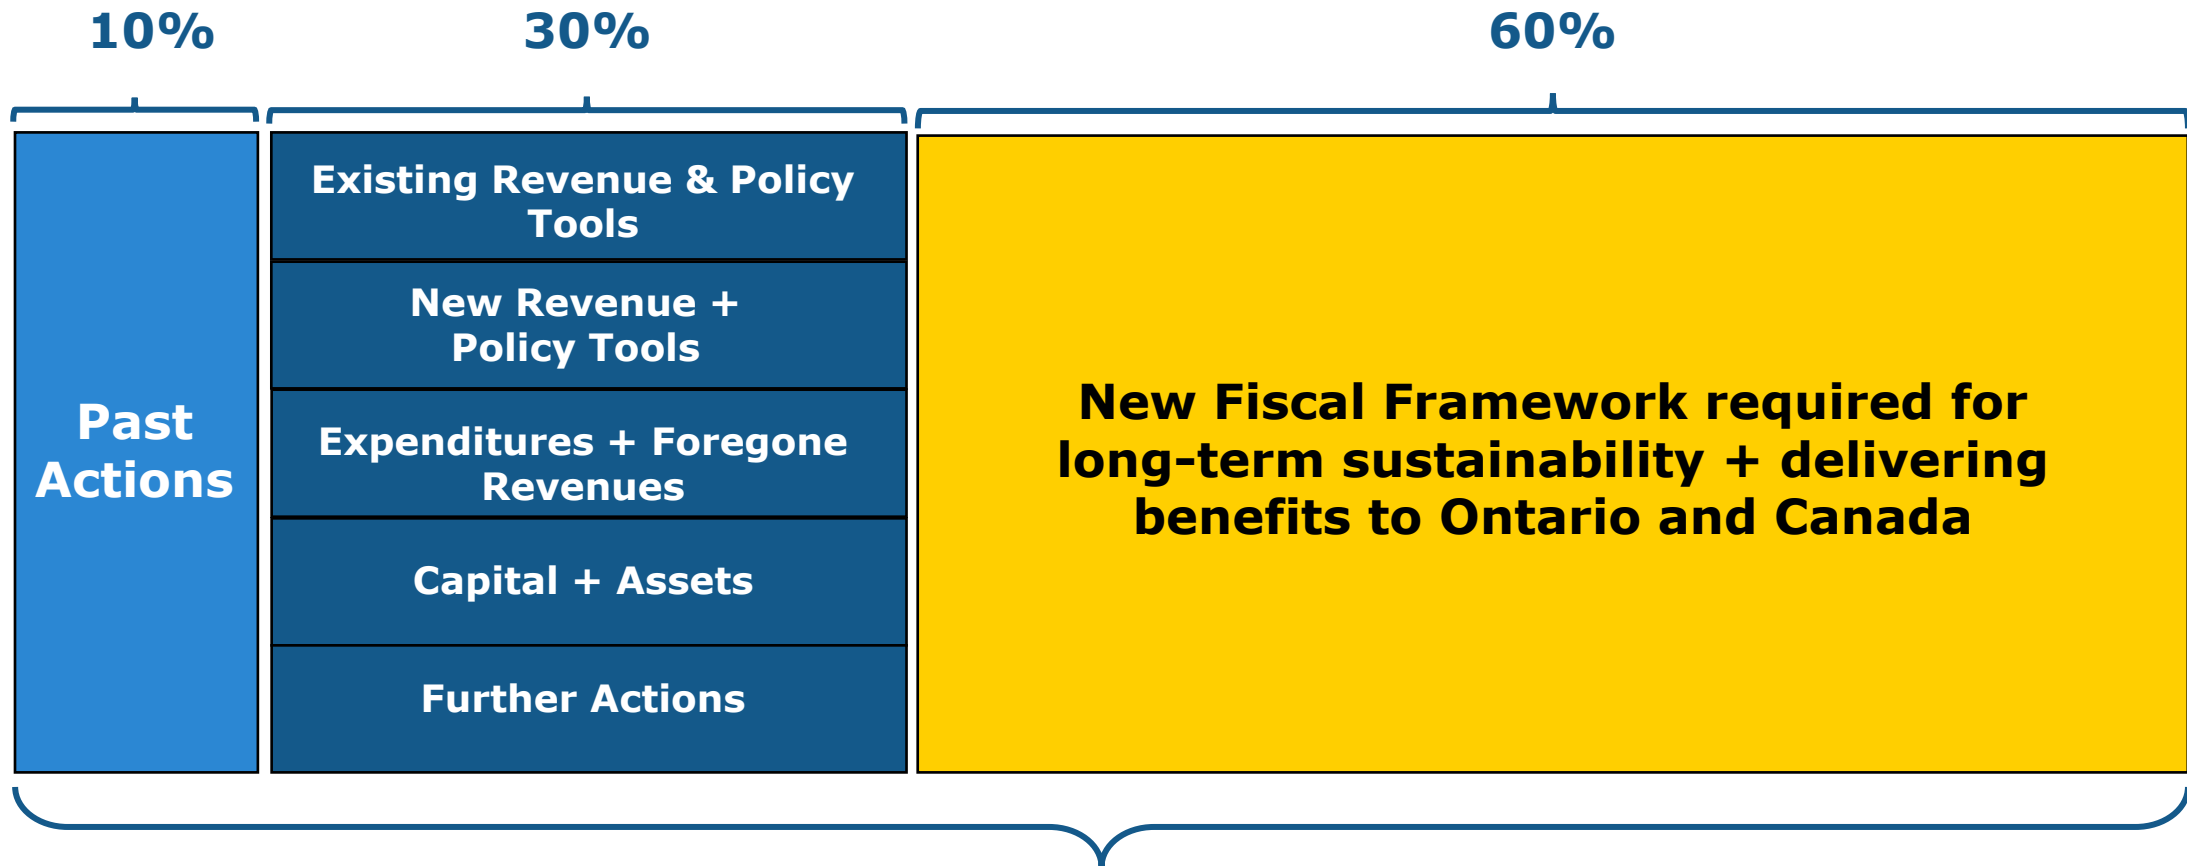 10%
30%
60%
Past
Actions
Existing Revenue & Policy
Tools
New Revenue +
Policy Tools
Expenditures + Foregone
Revenues
Capital + Assets
Further Actions
New Fiscal Framework required for
long-term sustainability + delivering
benefits to Ontario and Canada